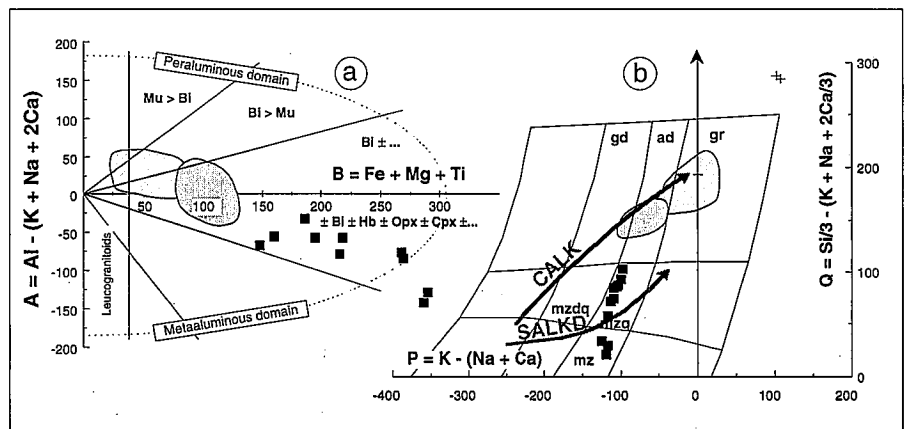 200
150
100
50
0
-50
-100
-150
-200
A = Al - (K + Na + 2Ca)
Peraluminous domain
a
Mu > Bi
Bi > Mu
Bi ± ...
B = Fe + Mg + Ti
50
100
150
200
250
300
± Bi ± Hb ± Opx ± Cpx ± ...
Leucogranitoids
Metaaluminous domain
b
gd
ad
gr
CALK
SALKD
mzdq
mzq
mz
P = K - (Na + Ca)
-400
-300
-200
-100
0
100
200
300
200
100
0
Q = Si/3 - (K + Na + 2Ca/3)